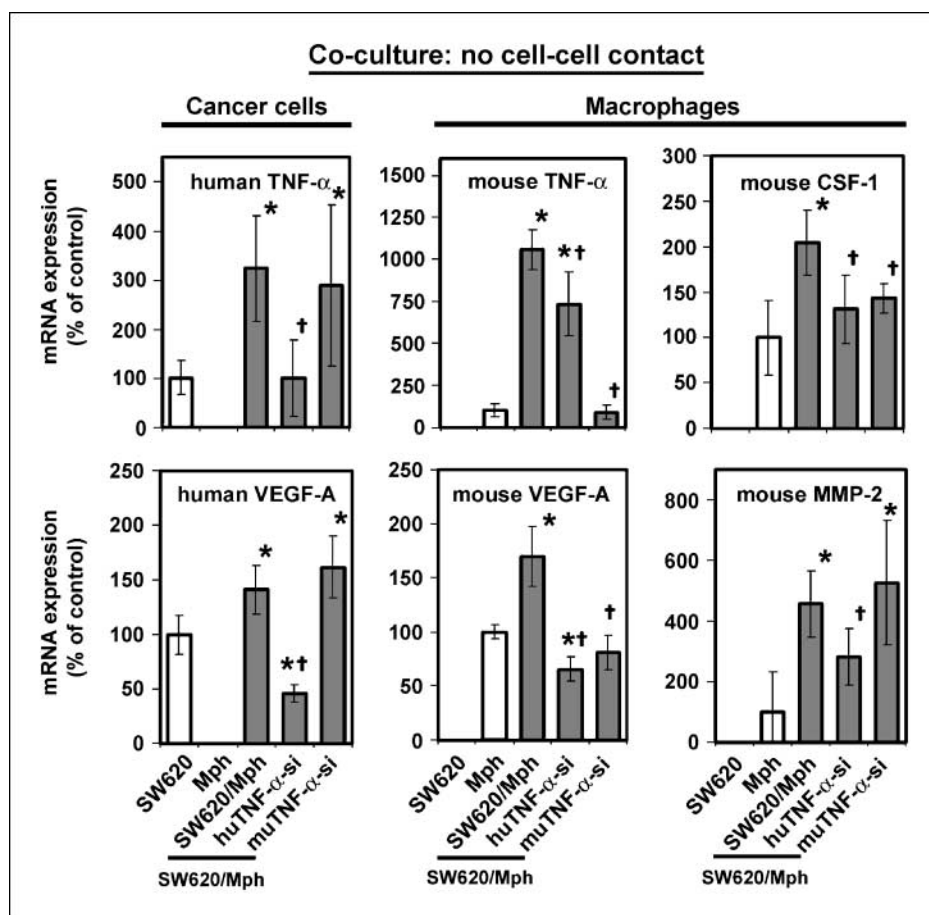 Co-culture: no cell-cell contact
Cancer cells
Macrophages
mRNA expression
(% of control)
500
400
300
200
100
0
human TNF-α
*
†
*
1500
1250
1000
750
500
250
0
mouse TNF-α
*
*†
†
300
250
200
150
100
50
0
mouse CSF-1
*
†
†
mRNA expression
(% of control)
250
200
150
100
50
0
human VEGF-A
*
*†
*
250
200
150
100
50
0
mouse VEGF-A
*
*†
†
800
600
400
200
0
mouse MMP-2
*
†
*
SW620
Mph
SW620/Mph
huTNF-α-si
muTNF-α-si
SW620/Mph
SW620
Mph
SW620/Mph
huTNF-α-si
muTNF-α-si
SW620/Mph
SW620
Mph
SW620/Mph
huTNF-α-si
muTNF-α-si
SW620/Mph